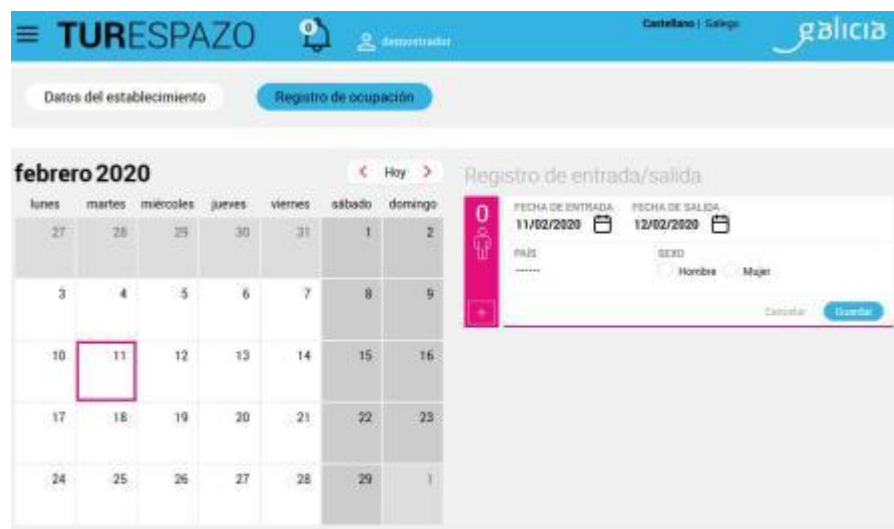 TURESPAZO 0 demostrador Castellano | Galego galicia
Datos del establecimiento Registro de ocupación
febrero 2020 Hoy
lunes martes miércoles jueves viernes sábado domingo
27 28 29 30 31 1 2
3 4 5 6 7 8 9
10 11 12 13 14 15 16
17 18 19 20 21 22 23
24 25 26 27 28 29 1
Registro de entrada/salida
0 FECHA DE ENTRADA FECHA DE SALIDA
11/02/2020 12/02/2020
PAÍS SEXO
------ Hombre Mujer
+ Cancelar Guardar